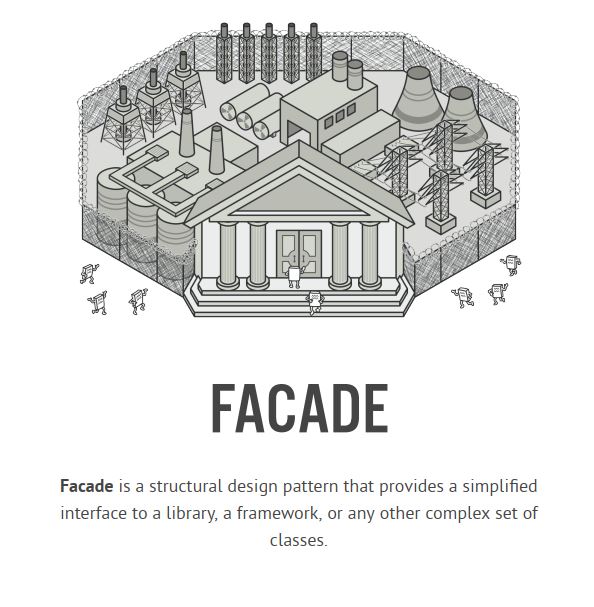 FACADE
Facade is a structural design pattern that provides a simplified
interface to a library, a framework, or any other complex set of
classes.